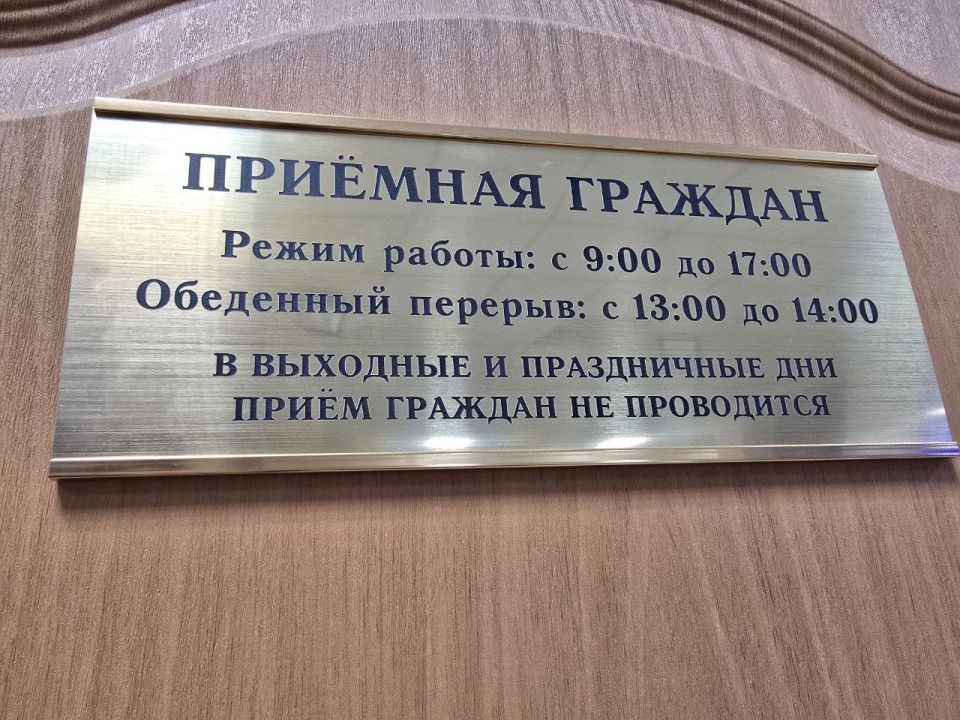 ПРИЁМНАЯ ГРАЖДАН
Режим работы: с 9:00 до 17:00
Обеденный перерыв: с 13:00 до 14:00
В ВЫХОДНЫЕ И ПРАЗДНИЧНЫЕ ДНИ
ПРИЁМ ГРАЖДАН НЕ ПРОВОДИТСЯ